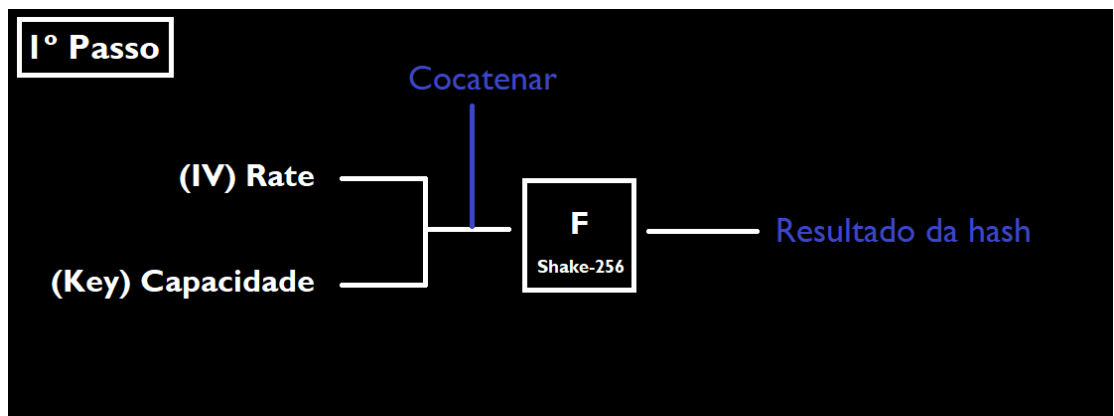 1º Passo
Cocatenar
(IV) Rate
F
Shake-256
Resultado da hash
(Key) Capacidade